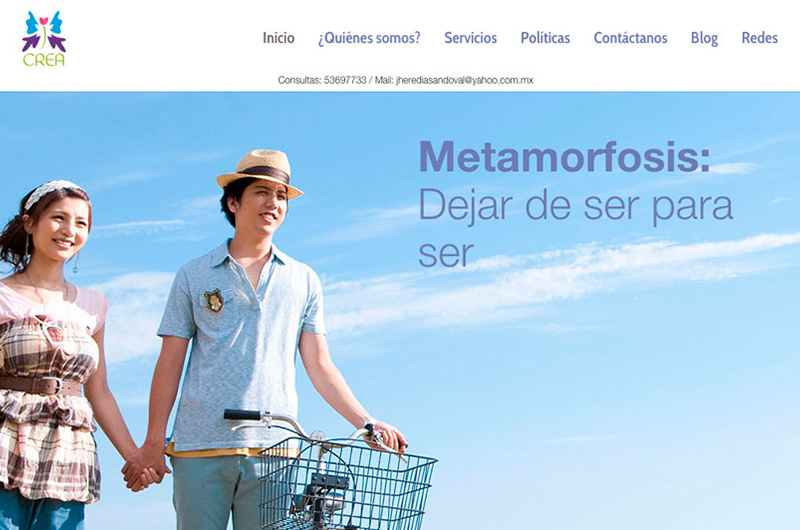 CREA
Inicio ¿Quiénes somos? Servicios Políticas Contáctanos Blog Redes
Consultas: 53697733 / Mail: jherediasandoval@yahoo.com.mx
Metamorfosis:
Dejar de ser para
ser